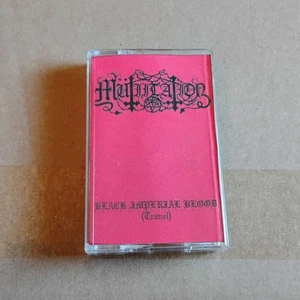 MÜTIILATION
BLACK IMPERIAL BLOOD
(Travel)